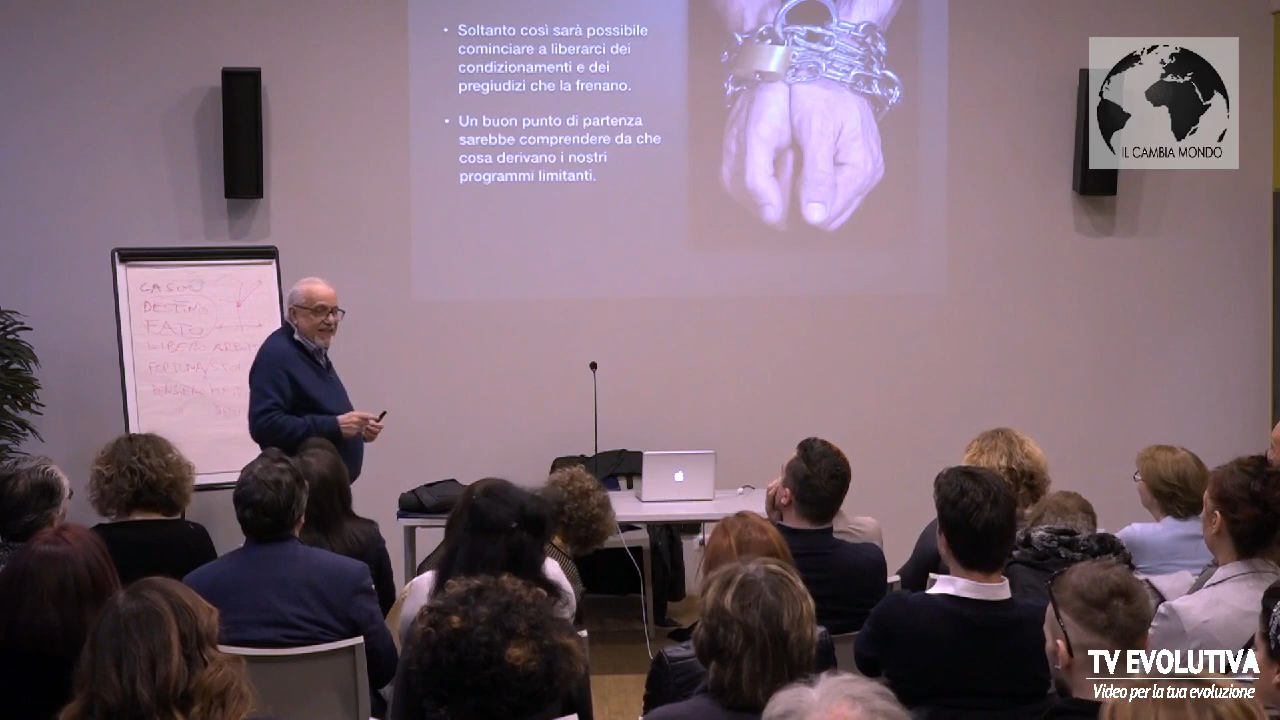 Soltanto così sarà possibile
cominciare a liberarci dei
condizionamenti e dei
pregiudizi che la frenano.
Un buon punto di partenza
sarebbe comprendere da che
cosa derivano i nostri
programmi limitanti.
IL CAMBIA MONDO
DESTINO
FATO
LIBERO
TV EVOLUTIVA
Video per la tua evoluzione